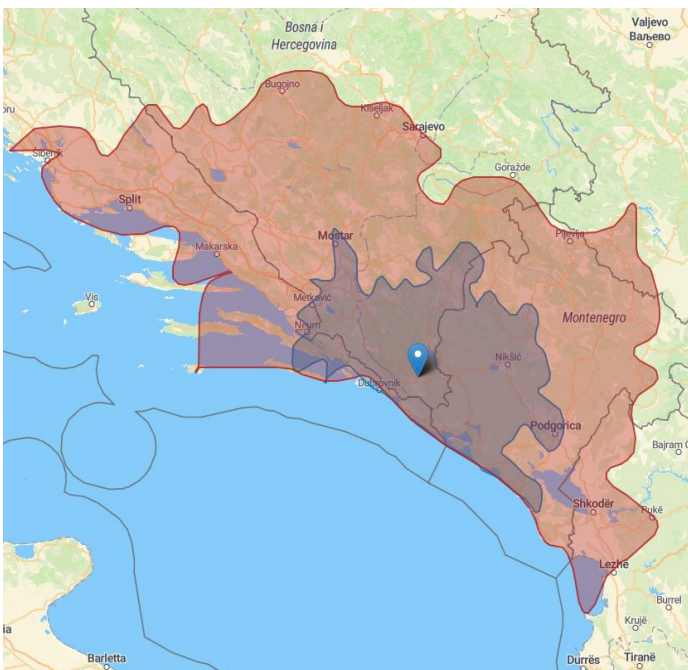 Valjevo
Ваљево
Bosna i
Hercegovina
Bugojno
Kiseljak
Sarajevo
Šibenik
Goražde
Split
Mostar
Pljevlja
Makarska
Vis
Metković
Neum
Montenegro
Nikšić
Dubrovnik
Podgorica
Bajram C
Shkodër
Pukë
Lezhë
Burrel
Krujë
Barletta
Durrës
Tiranë